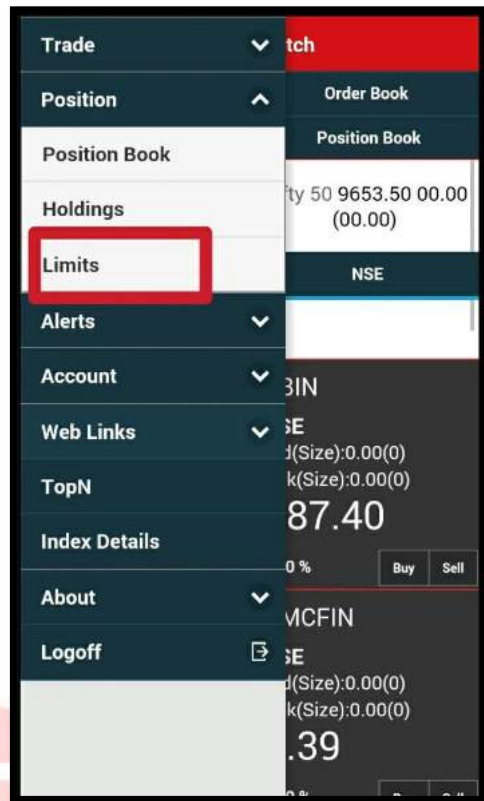 Trade
Position
Position Book
Holdings
Limits
Alerts
Account
Web Links
TopN
Index Details
About
Logoff
tch
Order Book
Position Book
ty 50 9653.50 00.00
(00.00)
NSE
BIN
SE
d(Size):0.00(0)
k(Size):0.00(0)
87.40
0 %
Buy Sell
MCFIN
SE
d(Size):0.00(0)
k(Size):0.00(0)
.39